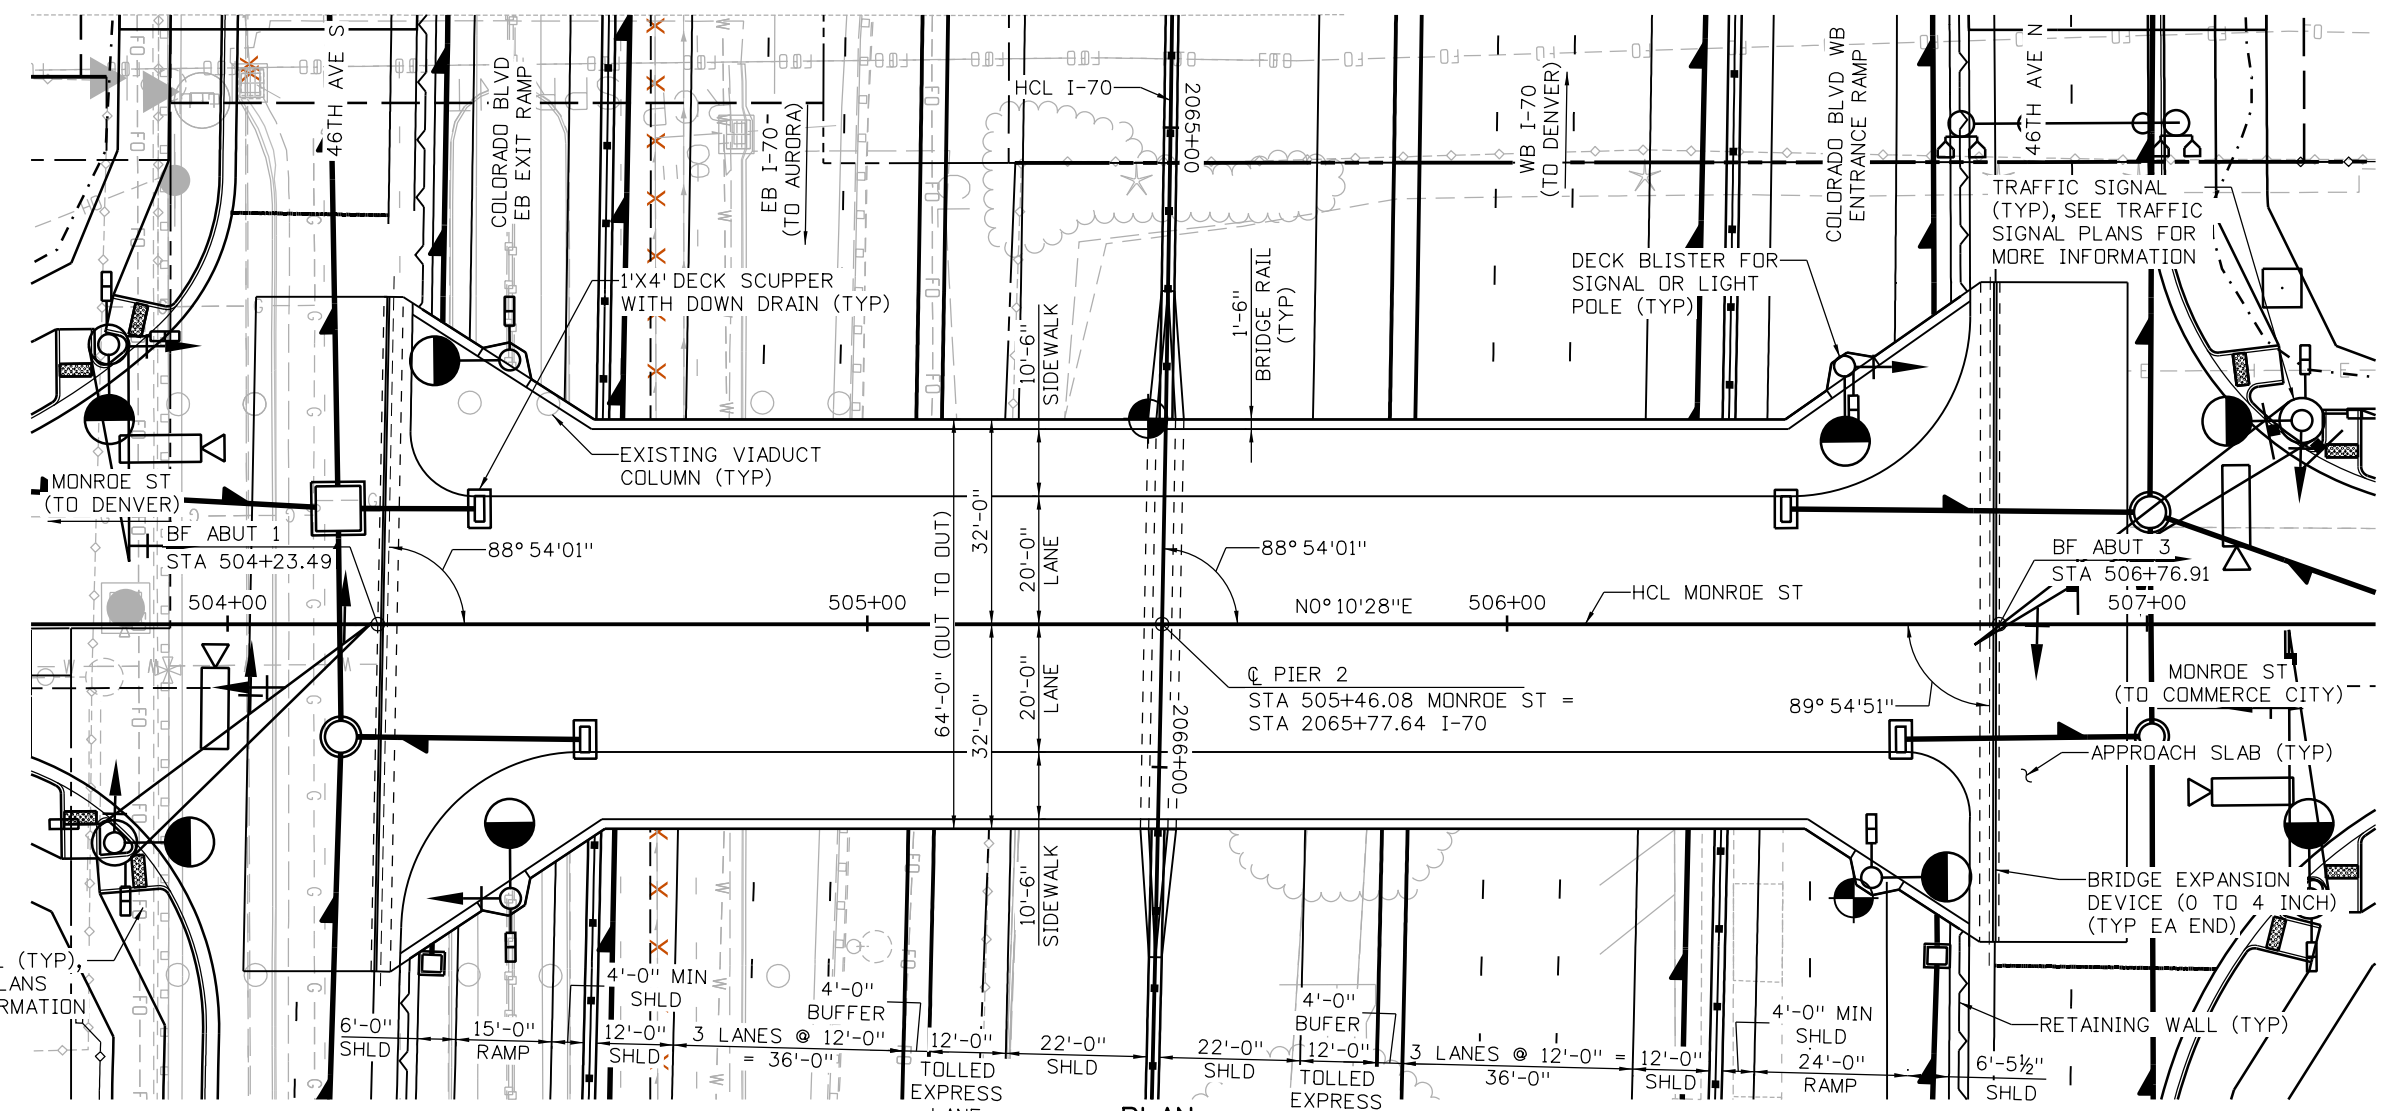 46TH AVE S
COLORADO BLVD
EB EXIT RAMP
EB I-70
(TO AURORA)
HCL I-70
2065+00
WB I-70
(TO DENVER)
COLORADO BLVD WB
ENTRANCE RAMP
46TH AVE N
TRAFFIC SIGNAL
(TYP), SEE TRAFFIC
SIGNAL PLANS FOR
MORE INFORMATION
1'X4' DECK SCUPPER
WITH DOWN DRAIN (TYP)
10'-6"
SIDEWALK
1'-6"
BRIDGE RAIL
(TYP)
DECK BLISTER FOR
SIGNAL OR LIGHT
POLE (TYP)
EXISTING VIADUCT
COLUMN (TYP)
MONROE ST
(TO DENVER)
BF ABUT 1
STA 504+23.49
88°54'01"
64'-0" (OUT TO OUT)
32'-0"
20'-0"
LANE
88°54'01"
BF ABUT 3
STA 506+76.91
504+00
505+00
N0°10'28"E
506+00
HCL MONROE ST
507+00
32'-0"
20'-0"
LANE
℄ PIER 2
STA 505+46.08 MONROE ST =
STA 2065+77.64 I-70
2066+00
89°54'51"
MONROE ST
(TO COMMERCE CITY)
APPROACH SLAB (TYP)
10'-6"
SIDEWALK
BRIDGE EXPANSION
DEVICE (0 TO 4 INCH)
(TYP EA END)
(TYP),
LANS
RMATION
6'-0"
SHLD
15'-0"
RAMP
4'-0" MIN
SHLD
12'-0"
SHLD
3 LANES @ 12'-0"
= 36'-0"
4'-0"
BUFFER
12'-0"
TOLLED
EXPRESS
LANE
22'-0"
SHLD
22'-0"
SHLD
4'-0"
BUFER
12'-0"
TOLLED
EXPRESS
3 LANES @ 12'-0" =
36'-0"
12'-0"
SHLD
4'-0" MIN
SHLD
24'-0"
RAMP
6'-5½"
SHLD
RETAINING WALL (TYP)
PLAN